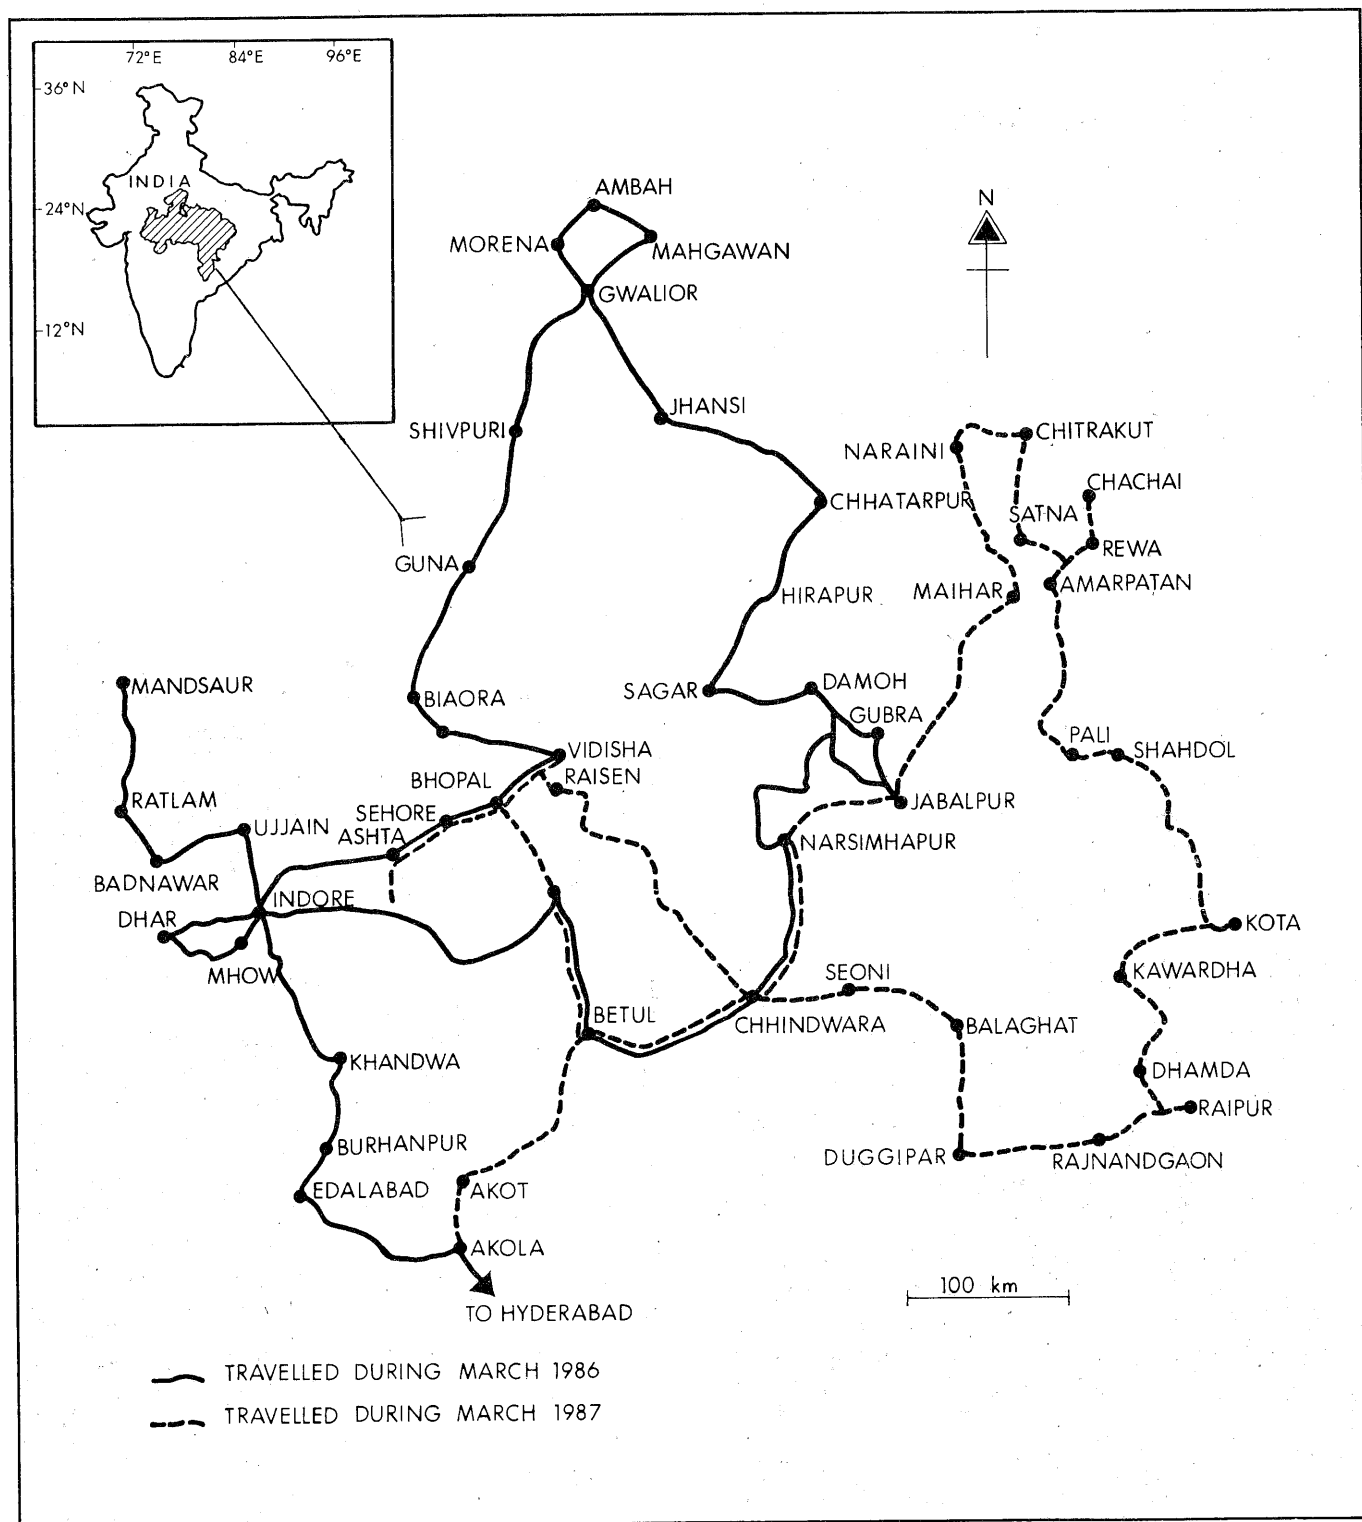 72°E 84°E 96°E
36°N
INDIA
24°N
12°N
N
AMBAH
MORENA
MAHGAWAN
GWALIOR
JHANSI
SHIVPURI
NARAINI
CHITRAKUT
CHACHAI
CHHATARPUR
SATNA
REWA
GUNA
AMARPATAN
MAIHAR
HIRAPUR
MANDSAUR
BIAORA
SAGAR
DAMOH
GUBRA
PALI
SHAHDOL
VIDISHA
RAISEN
BHOPAL
RATLAM
SEHORE
JABALPUR
UJJAIN
ASHTA
NARSIMHAPUR
BADNAWAR
INDORE
DHAR
KOTA
MHOW
SEONI
KAWARDHA
BETUL
CHHINDWARA
BALAGHAT
KHANDWA
DHAMDA
RAIPUR
BURHANPUR
DUGGIPAR
RAJNANDGAON
EDALABAD
AKOT
AKOLA
100 km
TO HYDERABAD
TRAVELLED DURING MARCH 1986
TRAVELLED DURING MARCH 1987